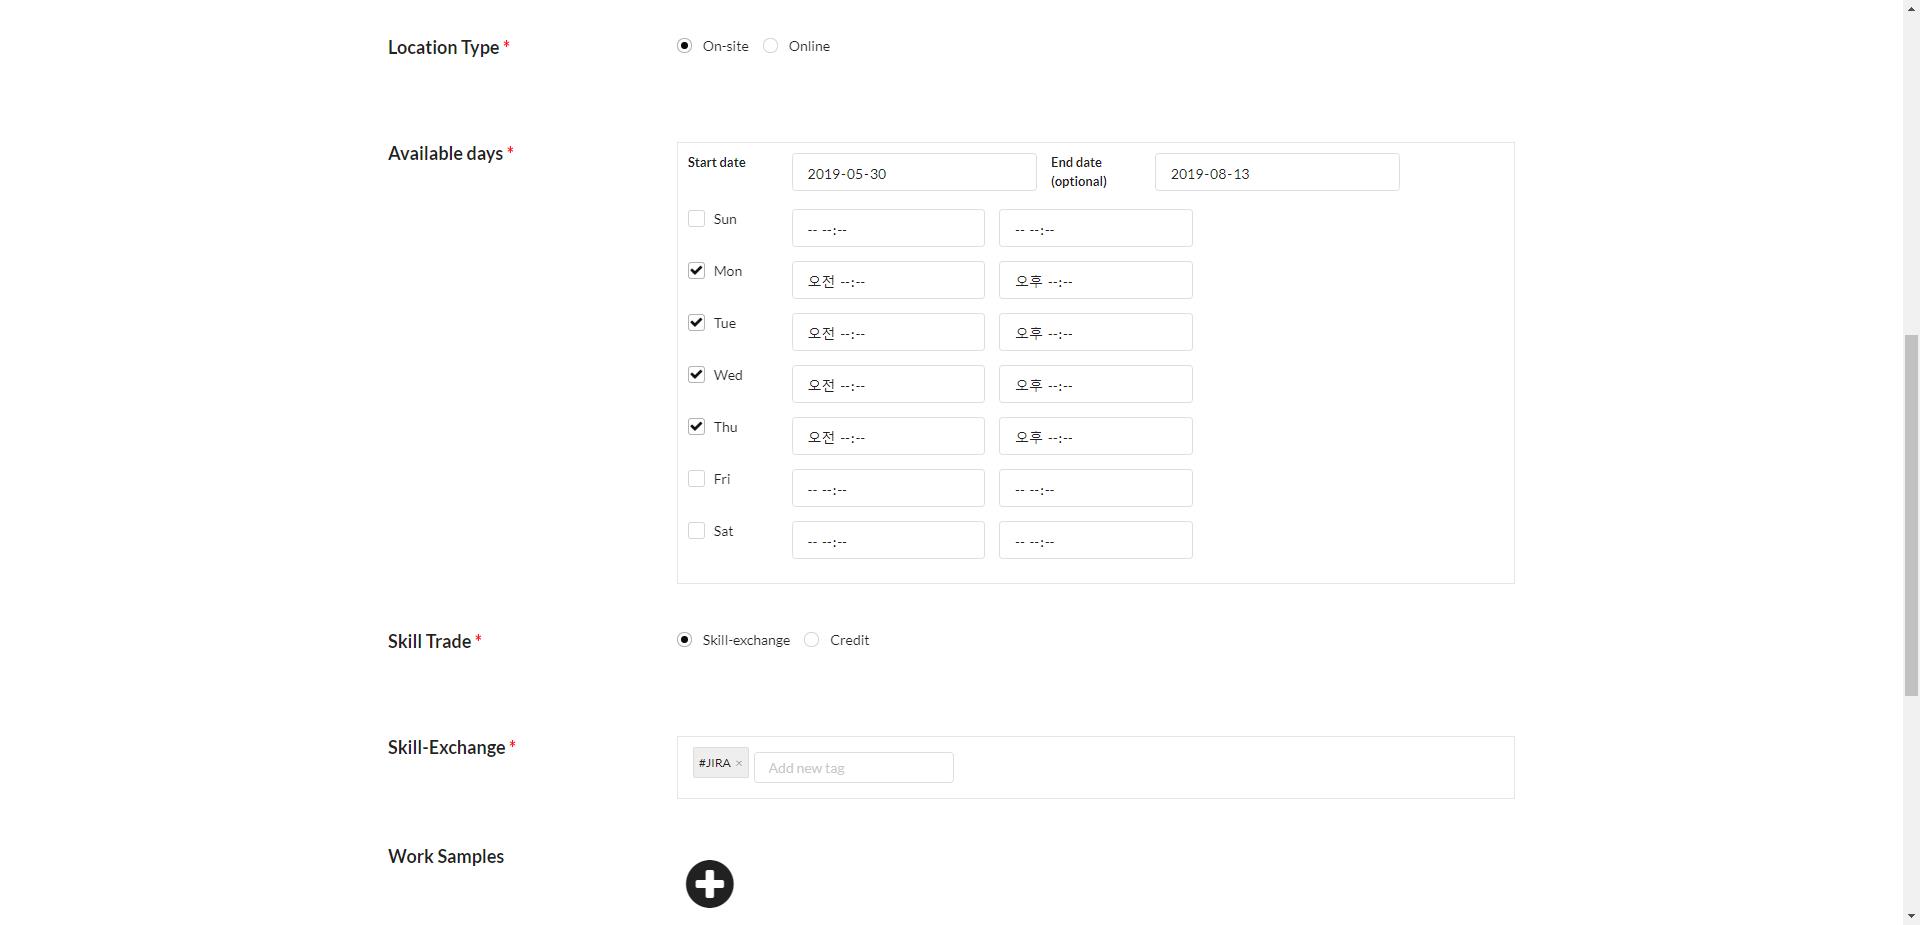 Location Type *
On-site Online
Available days *
Start date 2019-05-30 End date (optional) 2019-08-13
Sun -- --:-- -- --:--
Mon 오전 --:-- 오후 --:--
Tue 오전 --:-- 오후 --:--
Wed 오전 --:-- 오후 --:--
Thu 오전 --:-- 오후 --:--
Fri -- --:-- -- --:--
Sat -- --:-- -- --:--
Skill Trade *
Skill-exchange Credit
Skill-Exchange *
#JIRA × Add new tag
Work Samples